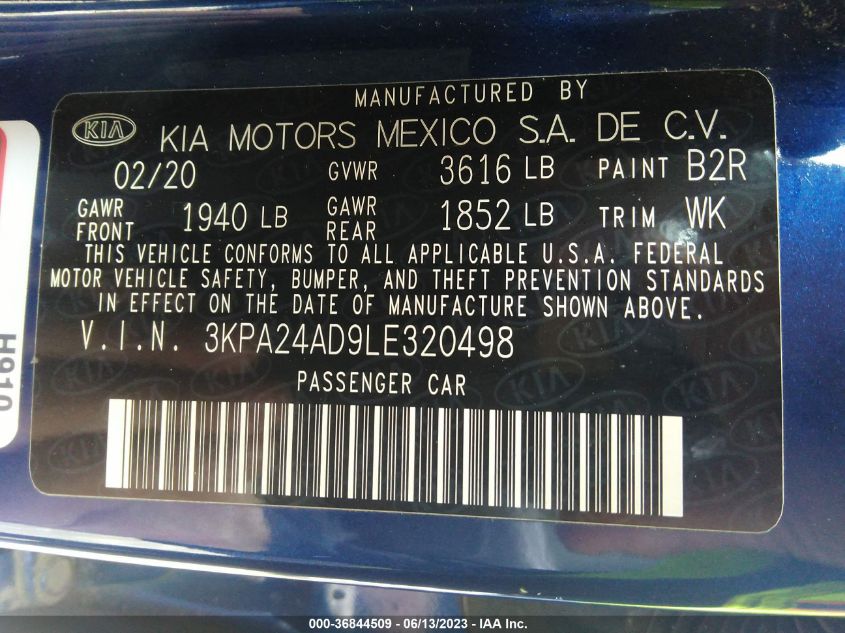 MANUFACTURED BY
KIA KIA MOTORS MEXICO S.A. DE C.V.
02/20 GVWR 3616 LB PAINT B2R
GAWR FRONT 1940 LB GAWR REAR 1852 LB TRIM WK
THIS VEHICLE CONFORMS TO ALL APPLICABLE U.S.A. FEDERAL
MOTOR VEHICLE SAFETY, BUMPER, AND THEFT PREVENTION STANDARDS
IN EFFECT ON THE DATE OF MANUFACTURE SHOWN ABOVE.
V.I.N. 3KPA24AD9LE320498
PASSENGER CAR
H910
000-36844509 - 06/13/2023 - IAA Inc.